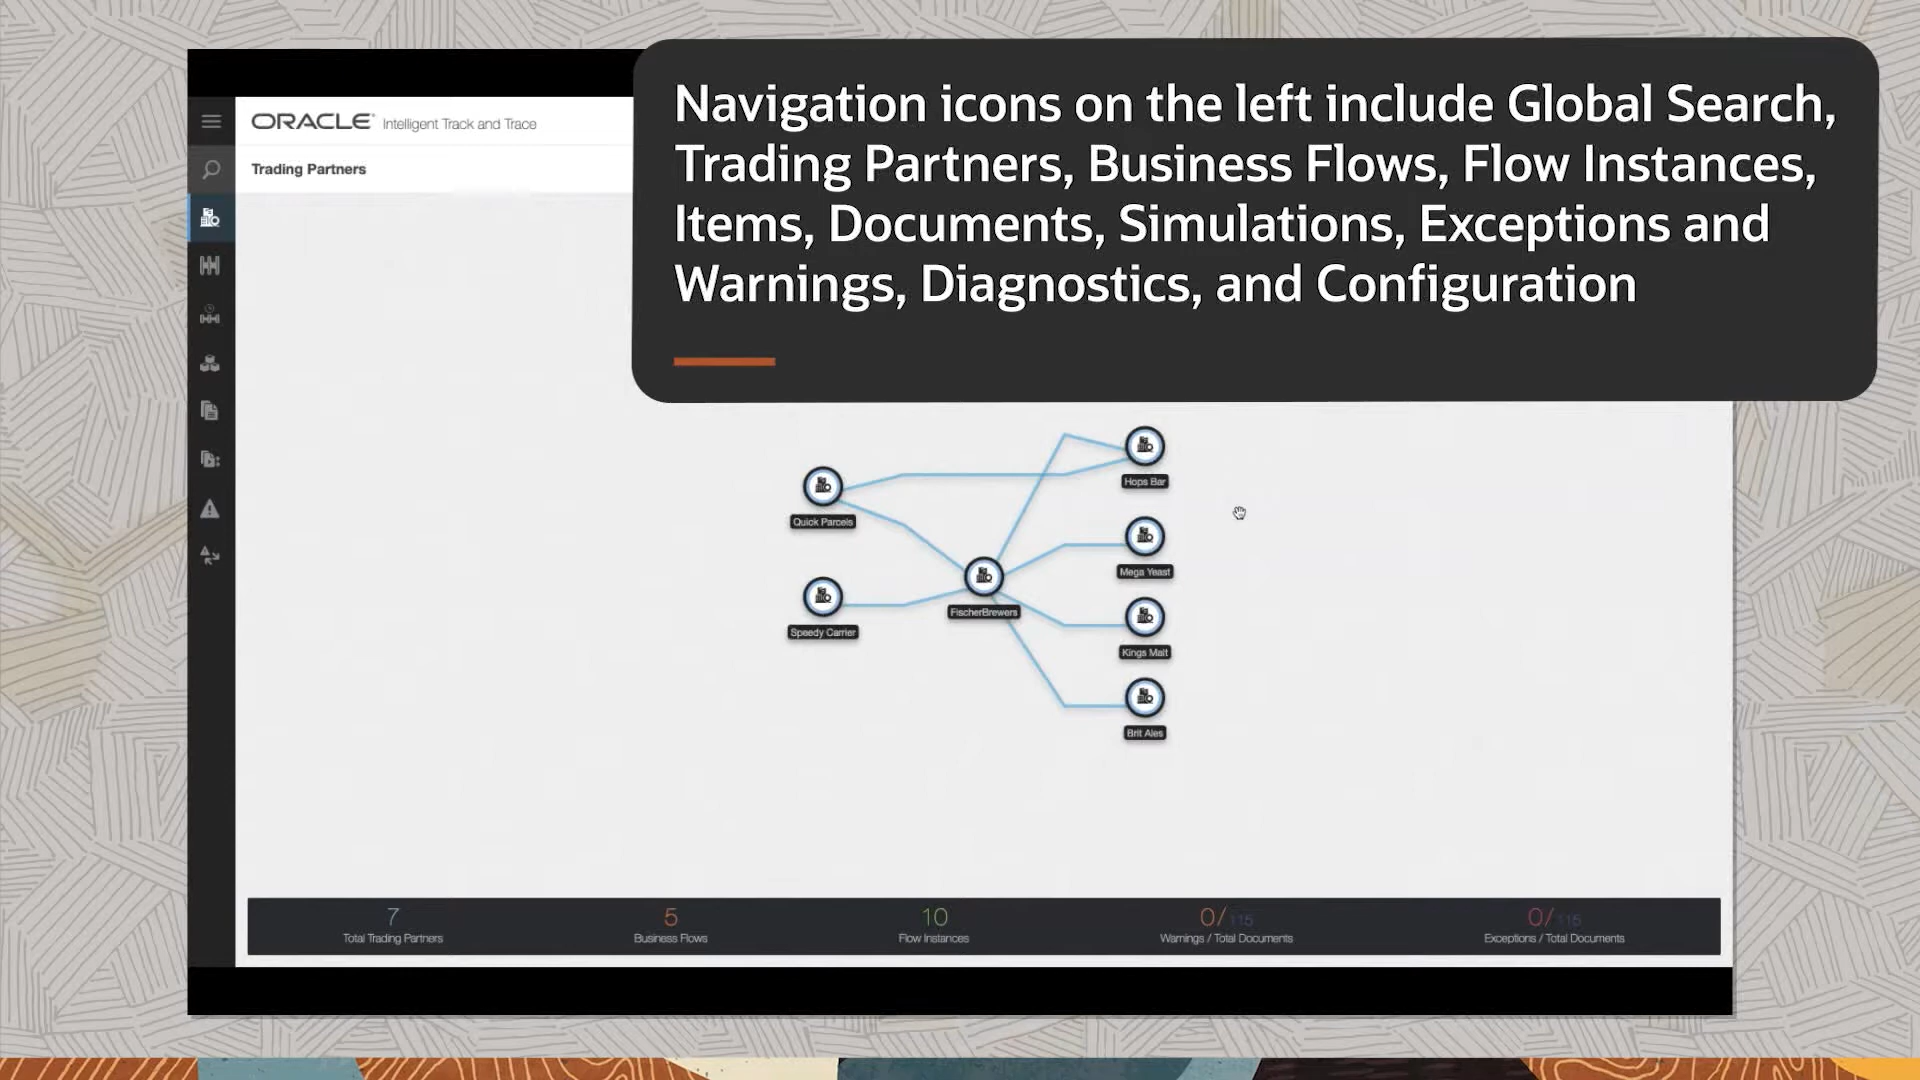 Navigation icons on the left include Global Search,
Trading Partners, Business Flows, Flow Instances,
Items, Documents, Simulations, Exceptions and
Warnings, Diagnostics, and Configuration
ORACLE Intelligent Track and Trace
Trading Partners
Hops Bar
Quick Parcels
Mega Yeast
FischerBrewers
Speedy Carrier
Kings Malt
Brit Ales
7
Total Trading Partners
5
Business Flows
10
Flow Instances
0/115
Warnings / Total Documents
0/115
Exceptions / Total Documents